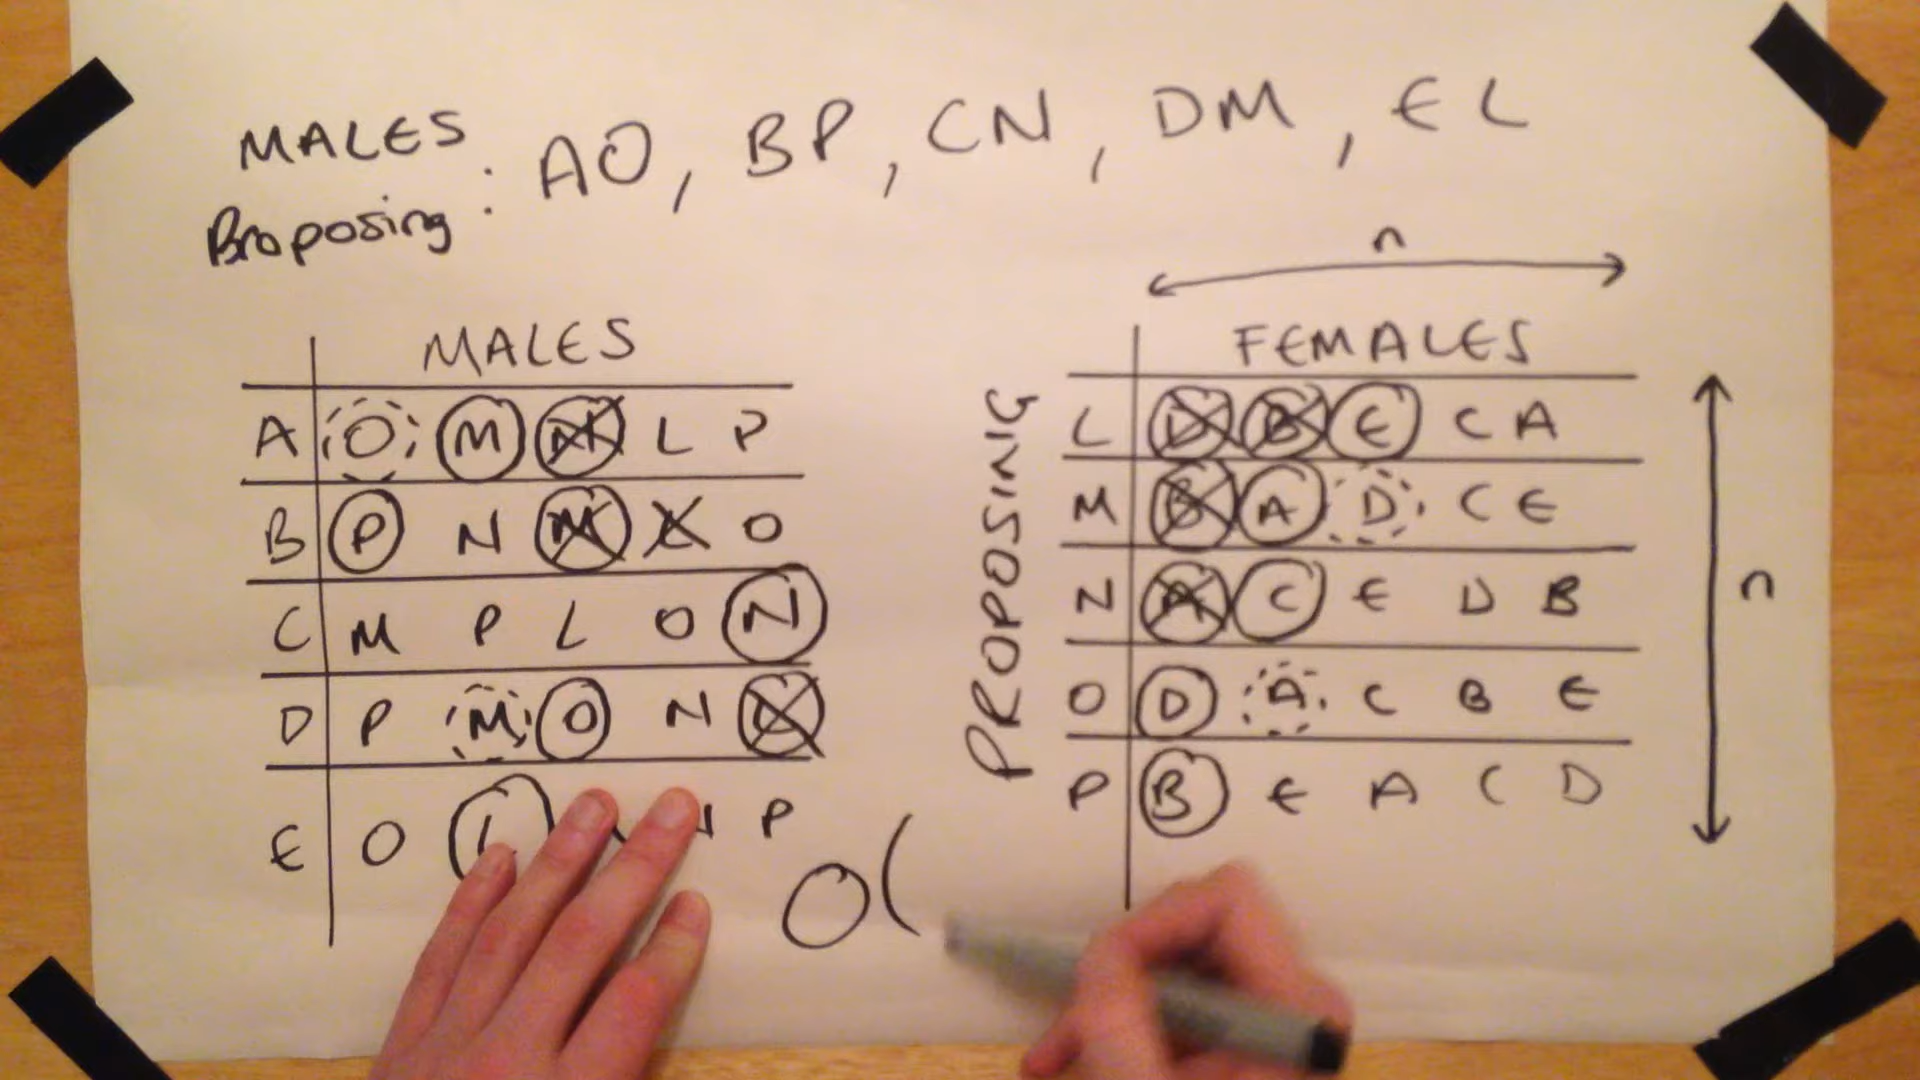 MALES
Proposing : AO, BP, CN, DM, EL
n
MALES
A O M N L P
B P N M L O
C M P L O N
D P M O N L
E O L N P
O(
PROPOSING
FEMALES
L D B E C A
M B A D C E
N A C E D B
O D A C B E
P B E A C D
n